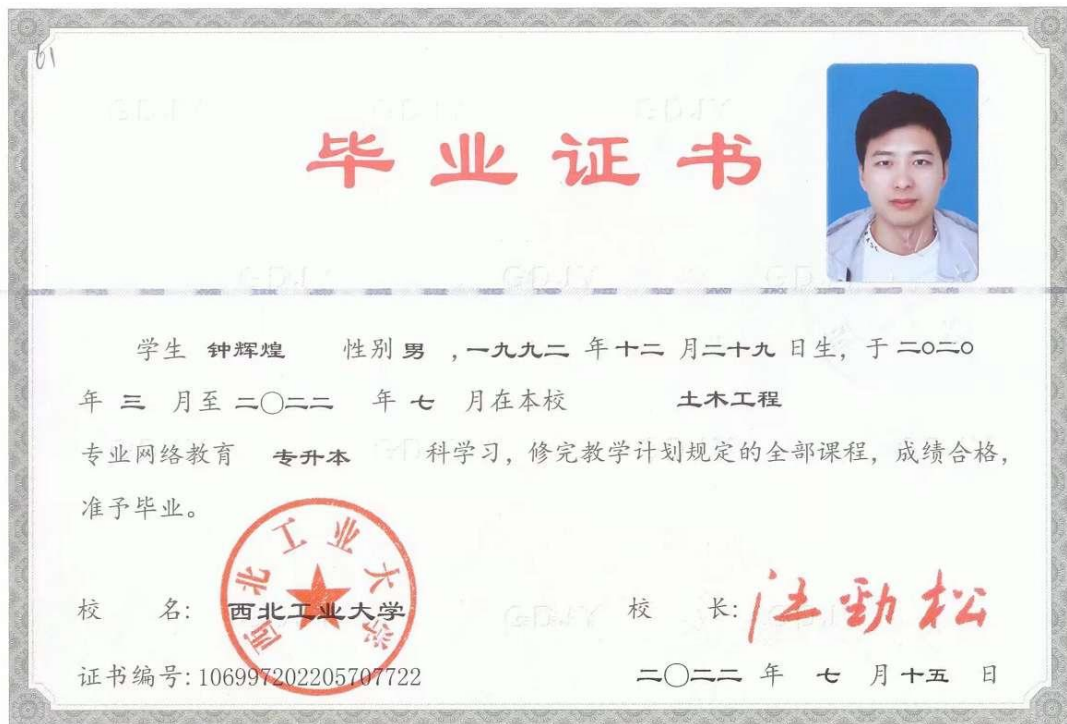 01
毕业证书
学生 钟辉煌 性别 男 ,一九九二 年 十二 月 二十九 日生, 于 二〇二〇
年 三 月至 二〇二二 年 七 月在本校 土木工程
专业网络教育 专升本 科学习, 修完教学计划规定的全部课程, 成绩合格,
准予毕业。
西北工业大学
校 名: 西北工业大学 校 长: 汪劲松
证书编号: 106997202205707722 二〇二二 年 七 月 十五 日